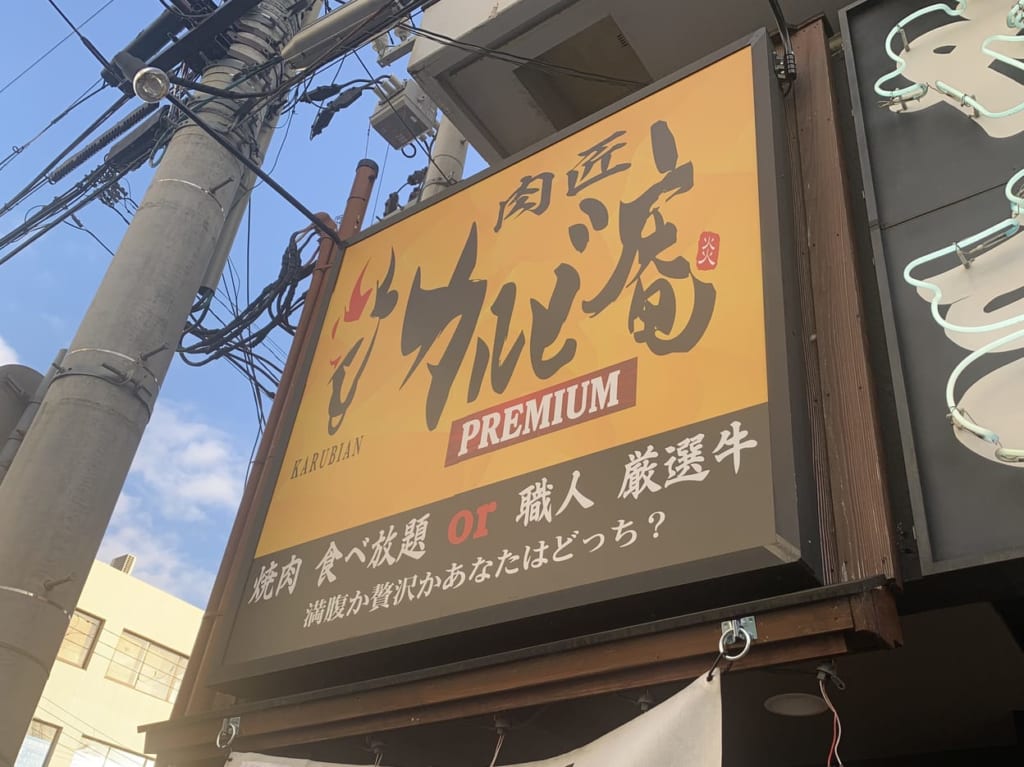 肉匠
カルビ庵
炎
PREMIUM
KARUBIAN
焼肉 食べ放題 or 職人 厳選牛
満腹か贅沢かあなたはどっち？